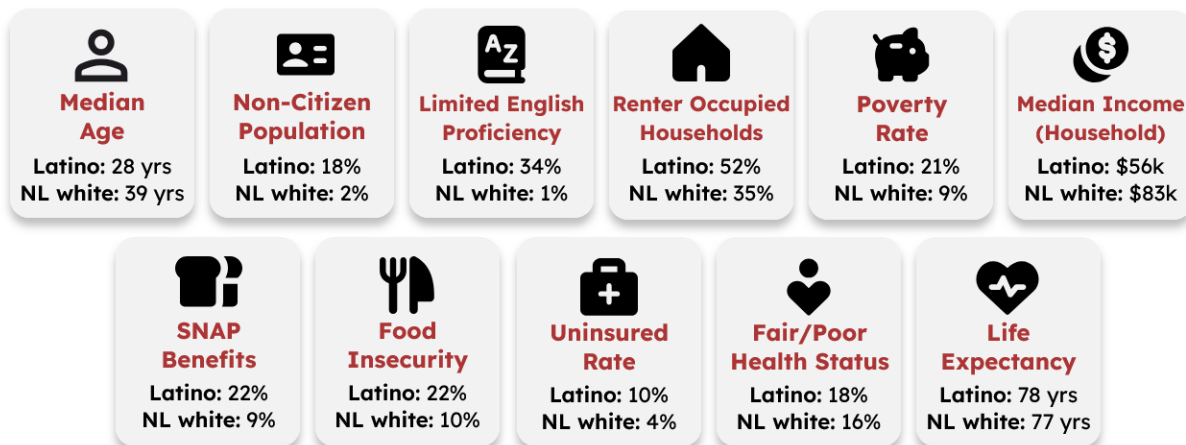 Median
Age
Latino: 28 yrs
NL white: 39 yrs
Non-Citizen
Population
Latino: 18%
NL white: 2%
AZ
Limited English
Proficiency
Latino: 34%
NL white: 1%
Renter Occupied
Households
Latino: 52%
NL white: 35%
Poverty
Rate
Latino: 21%
NL white: 9%
$
Median Income
(Household)
Latino: $56k
NL white: $83k
SNAP
Benefits
Latino: 22%
NL white: 9%
Food
Insecurity
Latino: 22%
NL white: 10%
Uninsured
Rate
Latino: 10%
NL white: 4%
Fair/Poor
Health Status
Latino: 18%
NL white: 16%
Life
Expectancy
Latino: 78 yrs
NL white: 77 yrs